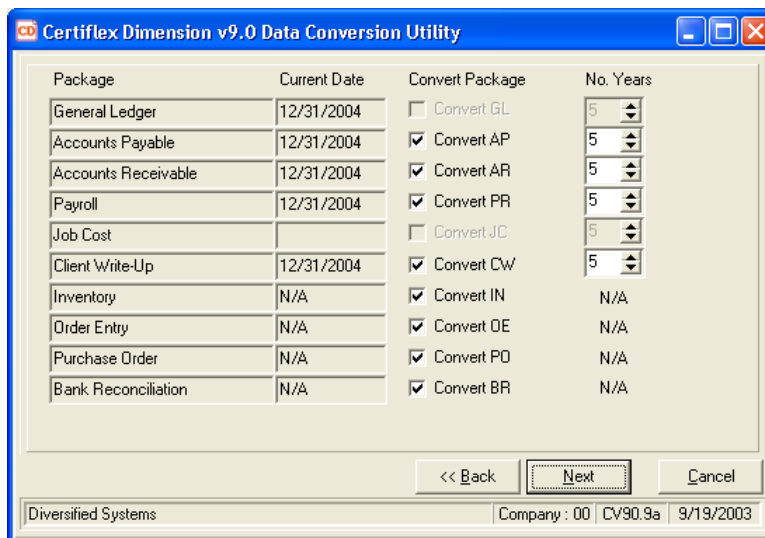 CD Certiflex Dimension v9.0 Data Conversion Utility
Package Current Date Convert Package No. Years
General Ledger 12/31/2004 Convert GL 5
Accounts Payable 12/31/2004 Convert AP 5
Accounts Receivable 12/31/2004 Convert AR 5
Payroll 12/31/2004 Convert PR 5
Job Cost Convert JC 5
Client Write-Up 12/31/2004 Convert CW 5
Inventory N/A Convert IN N/A
Order Entry N/A Convert OE N/A
Purchase Order N/A Convert PO N/A
Bank Reconciliation N/A Convert BR N/A
<< Back Next Cancel
Diversified Systems Company : 00 CV90.9a 9/19/2003